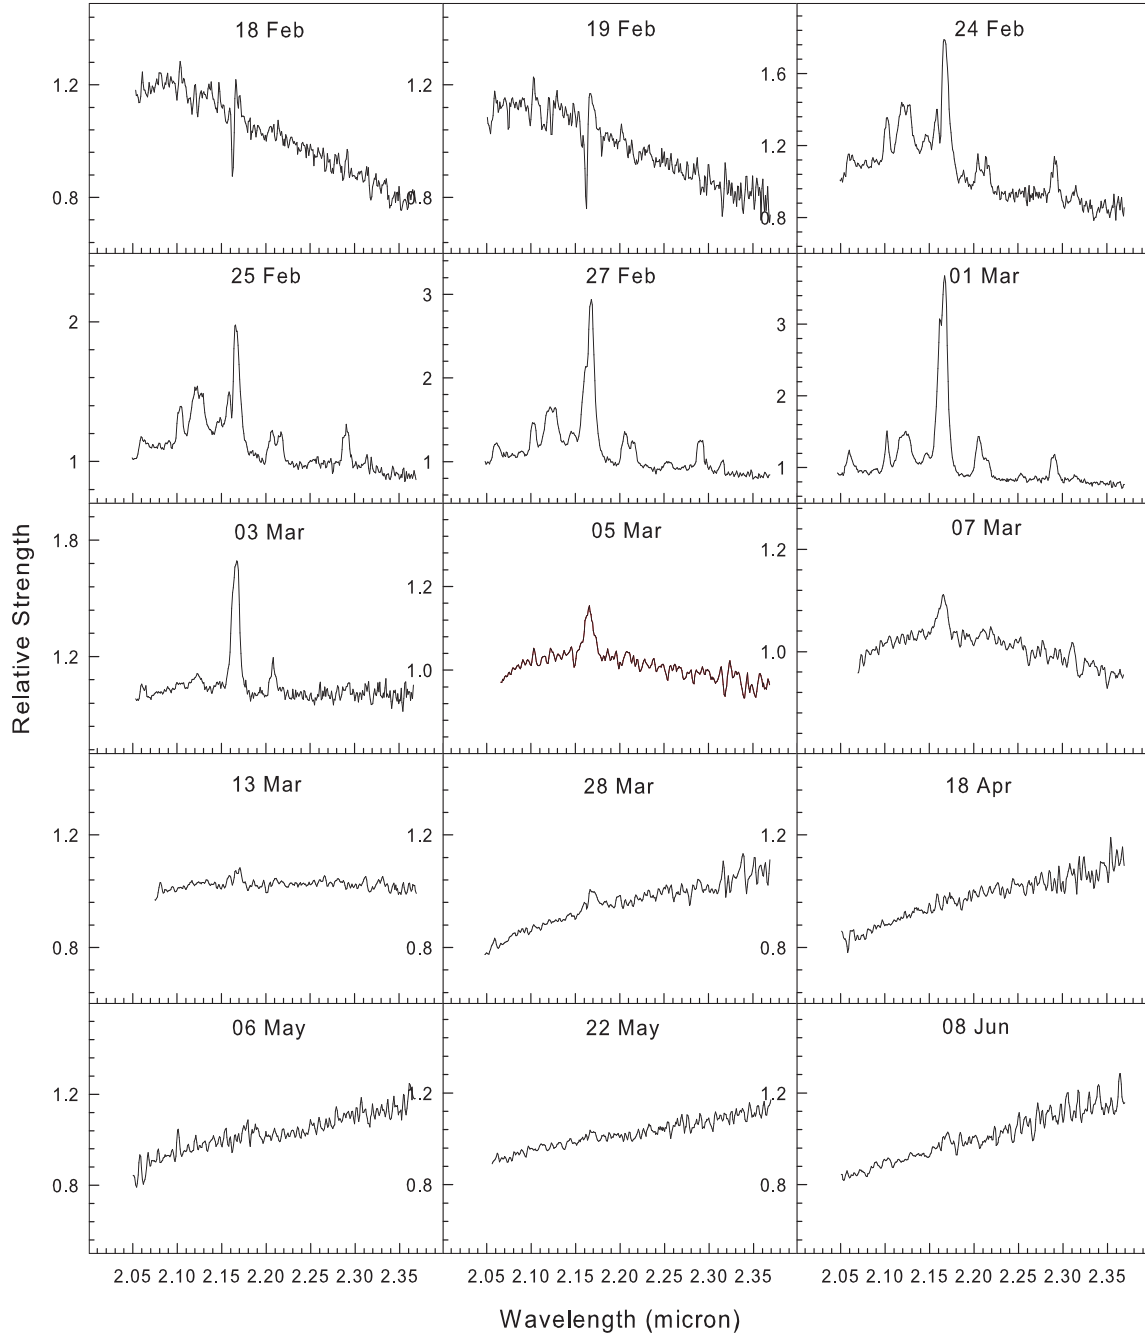 18 Feb
19 Feb
24 Feb
1.2
0.8
1.2
0.8
1.6
1.2
0.8
25 Feb
27 Feb
01 Mar
2
1
3
2
1
3
2
1
03 Mar
05 Mar
07 Mar
1.8
1.2
1.2
1.0
1.2
1.0
Relative Strength
13 Mar
28 Mar
18 Apr
1.2
0.8
1.2
0.8
1.2
0.8
06 May
22 May
08 Jun
1.2
0.8
1.2
0.8
1.2
0.8
2.05 2.10 2.15 2.20 2.25 2.30 2.35
2.05 2.10 2.15 2.20 2.25 2.30 2.35
2.05 2.10 2.15 2.20 2.25 2.30 2.35
Wavelength (micron)